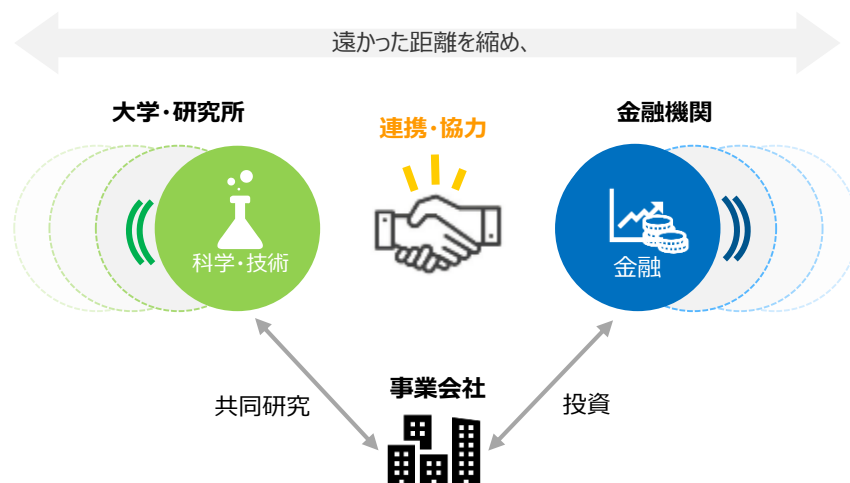 遠かった距離を縮め、
大学・研究所
連携・協力
金融機関
科学・技術
金融
事業会社
共同研究
投資